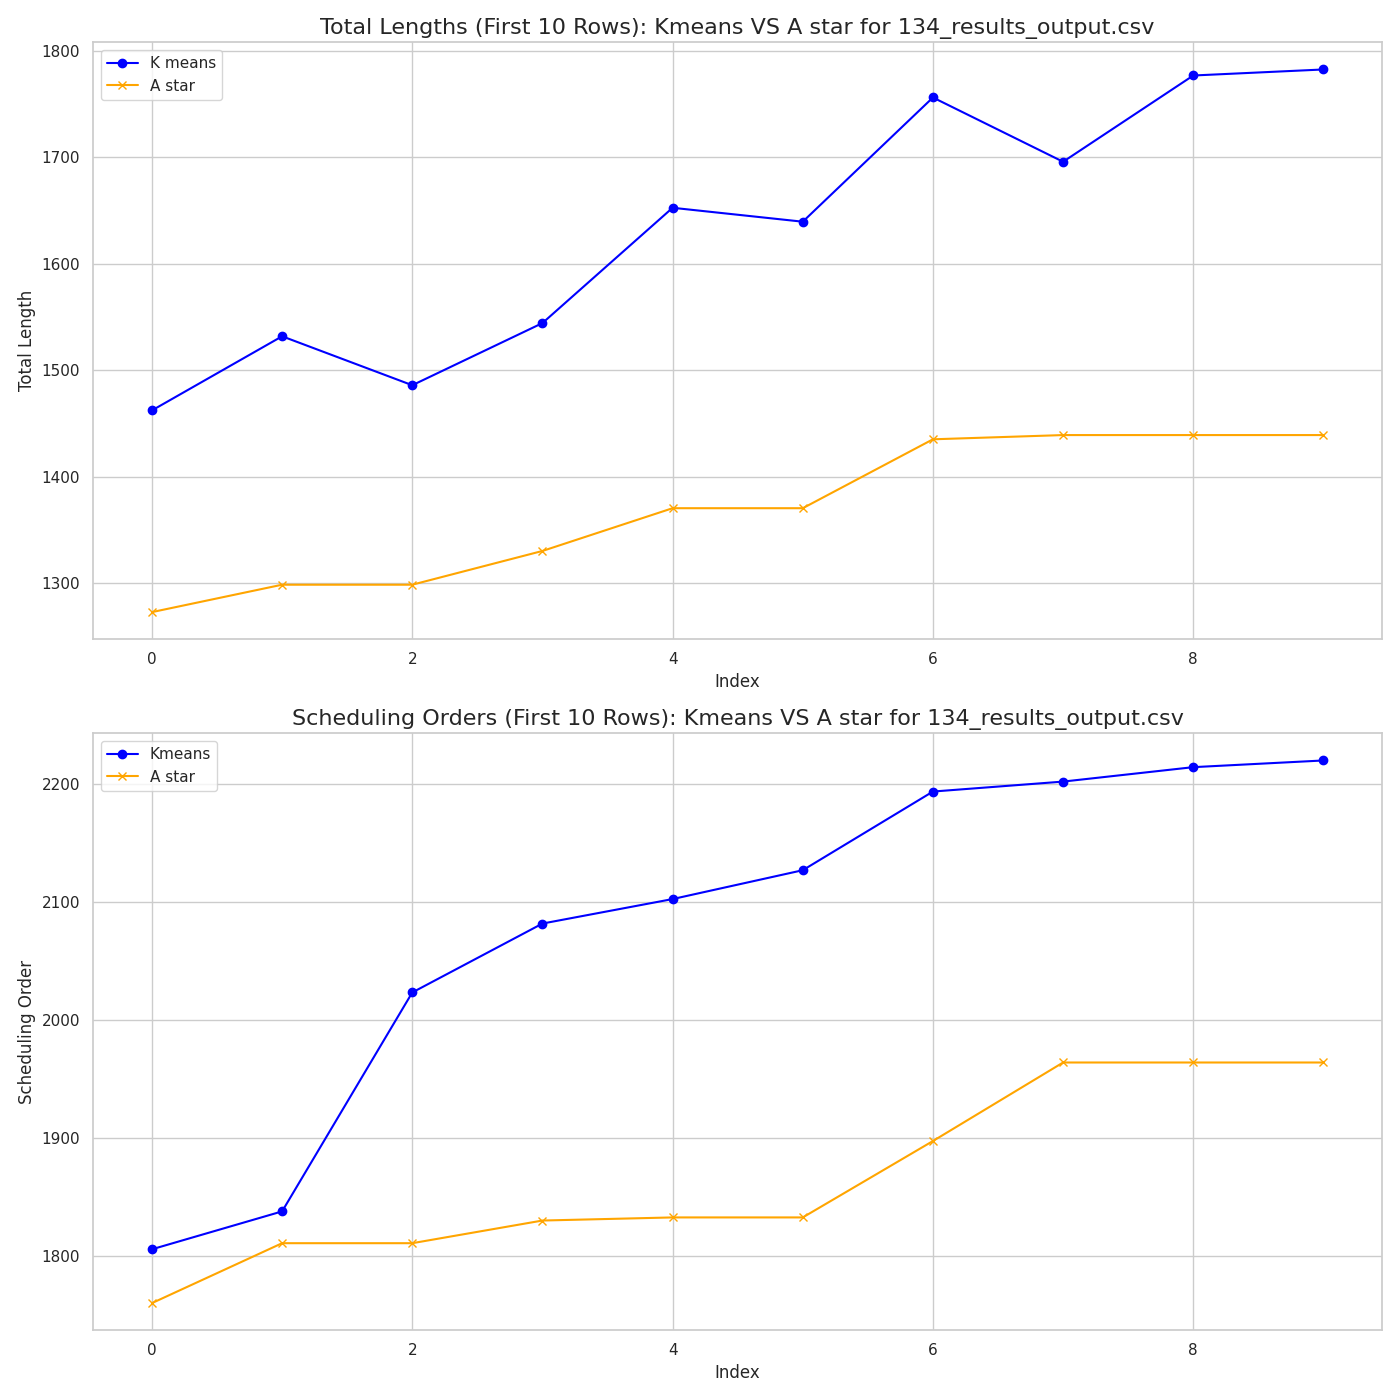 Total Lengths (First 10 Rows): Kmeans VS A star for 134_results_output.csv
K means
A star
1800
1700
1600
1500
1400
1300
Total Length
0 2 4 6 8
Index
Scheduling Orders (First 10 Rows): Kmeans VS A star for 134_results_output.csv
Kmeans
A star
2200
2100
2000
1900
1800
Scheduling Order
0 2 4 6 8
Index